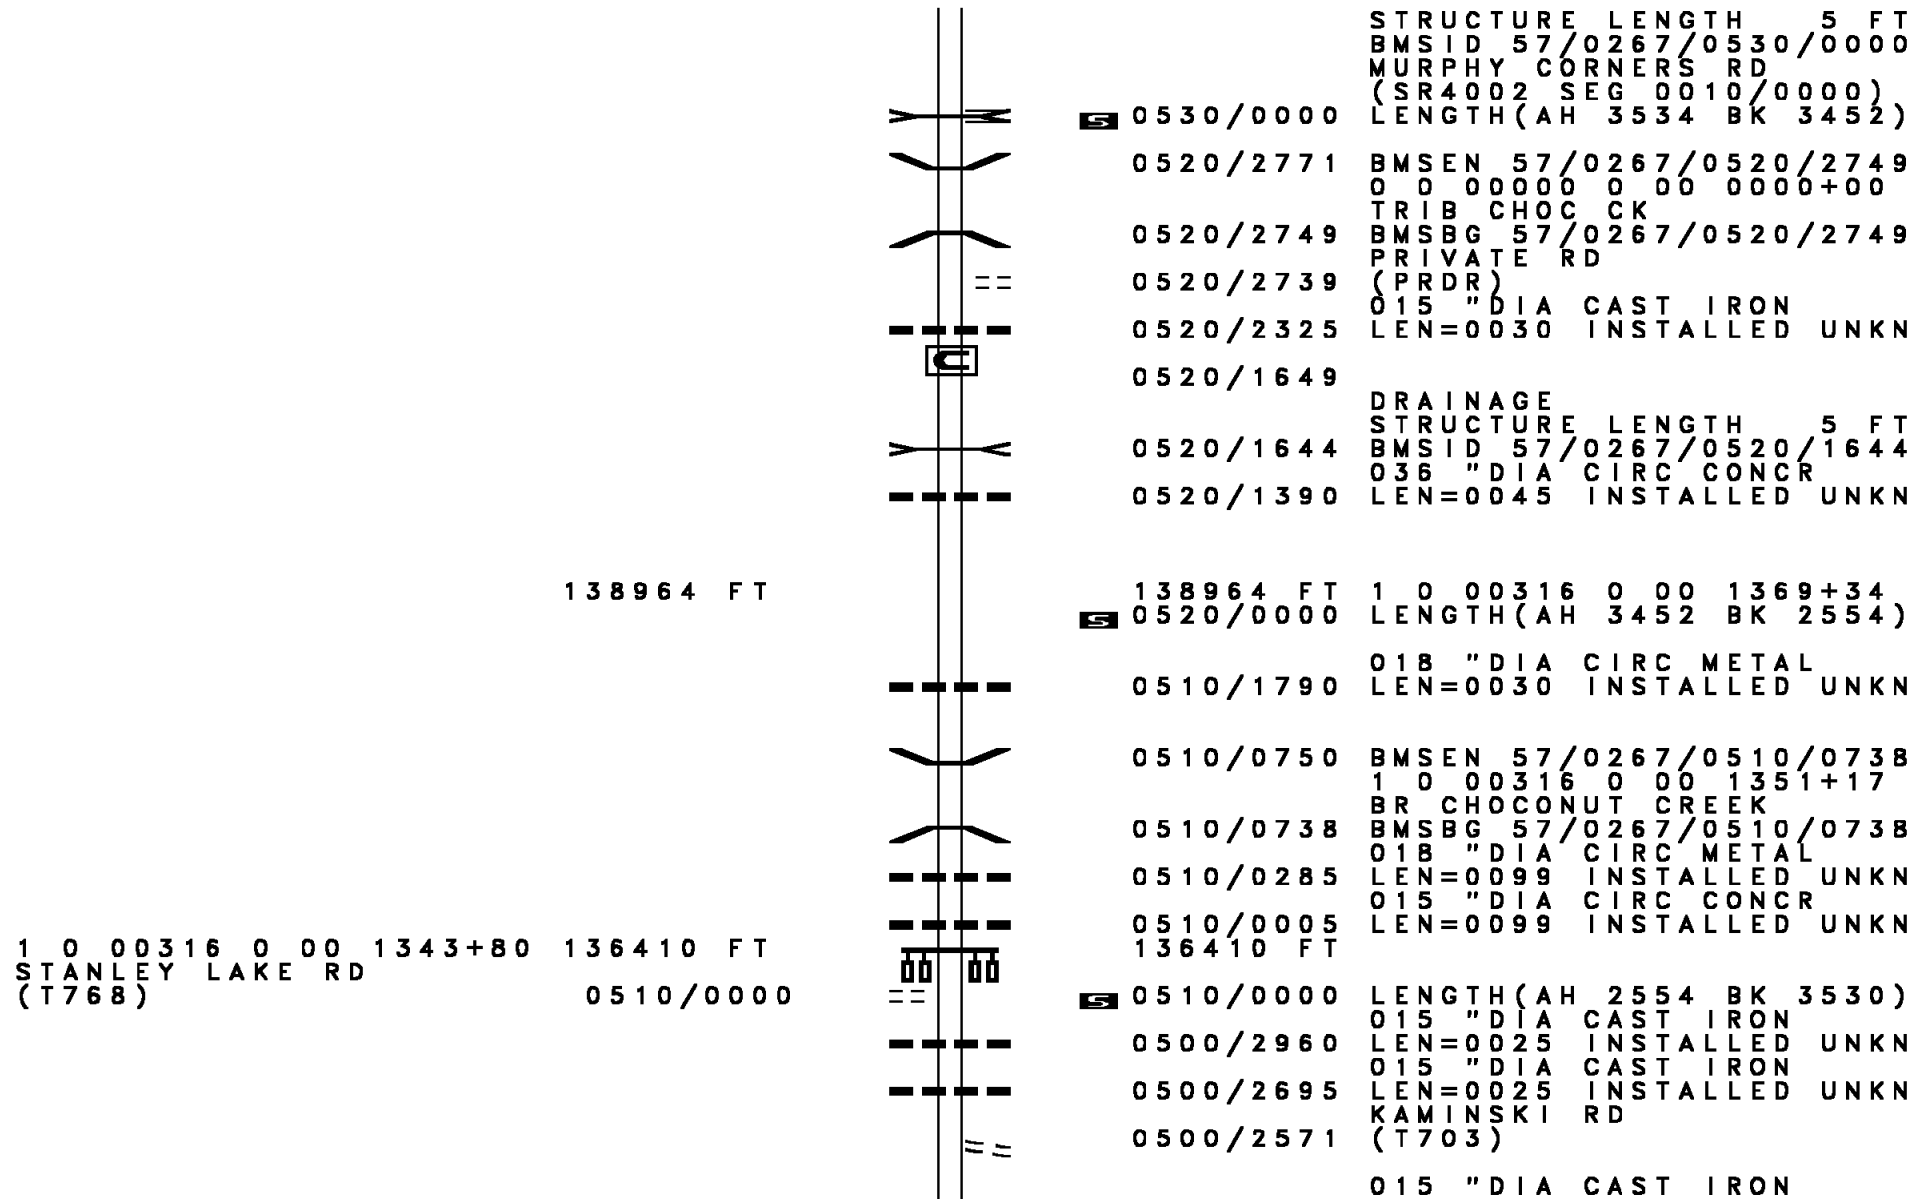 STRUCTURE LENGTH 5 FT
BMSID 57/0267/0530/0000
MURPHY CORNERS RD
(SR4002 SEG 0010/0000)
S 0530/0000 LENGTH(AH 3534 BK 3452)
0520/2771 BMSEN 57/0267/0520/2749
0 0 00000 0 00 0000+00
TRIB CHOC CK
0520/2749 BMSBG 57/0267/0520/2749
PRIVATE RD
0520/2739 (PRDR)
015 "DIA CAST IRON
0520/2325 LEN=0030 INSTALLED UNKN
0520/1649
DRAINAGE
STRUCTURE LENGTH 5 FT
0520/1644 BMSID 57/0267/0520/1644
036 "DIA CIRC CONCR
0520/1390 LEN=0045 INSTALLED UNKN
138964 FT 138964 FT 1 0 00316 0 00 1369+34
S 0520/0000 LENGTH(AH 3452 BK 2554)
018 "DIA CIRC METAL
0510/1790 LEN=0030 INSTALLED UNKN
0510/0750 BMSEN 57/0267/0510/0738
1 0 00316 0 00 1351+17
BR CHOCONUT CREEK
0510/0738 BMSBG 57/0267/0510/0738
018 "DIA CIRC METAL
0510/0285 LEN=0099 INSTALLED UNKN
015 "DIA CIRC CONCR
0510/0005 LEN=0099 INSTALLED UNKN
1 0 00316 0 00 1343+80 136410 FT 136410 FT
STANLEY LAKE RD
(T768) 0510/0000 S 0510/0000 LENGTH(AH 2554 BK 3530)
015 "DIA CAST IRON
0500/2960 LEN=0025 INSTALLED UNKN
015 "DIA CAST IRON
0500/2695 LEN=0025 INSTALLED UNKN
KAMINSKI RD
0500/2571 (T703)
015 "DIA CAST IRON